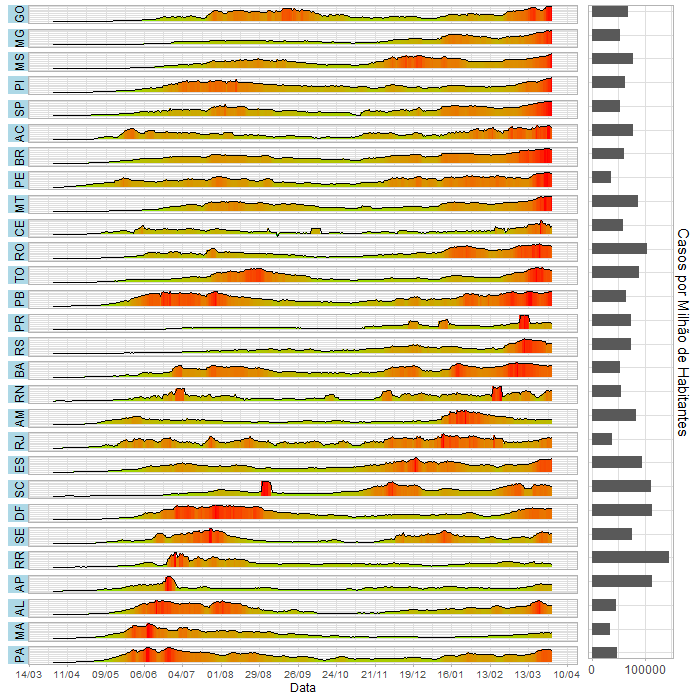 GO
MG
MS
PI
SP
AC
BR
PE
MT
CE
RO
TO
PB
PR
RS
BA
RN
AM
RJ
ES
SC
DF
SE
RR
AP
AL
MA
PA
14/03 11/04 09/05 06/06 04/07 01/08 29/08 26/09 24/10 21/11 19/12 16/01 13/02 13/03 10/04
Data
0 100000
Casos por Milhão de Habitantes